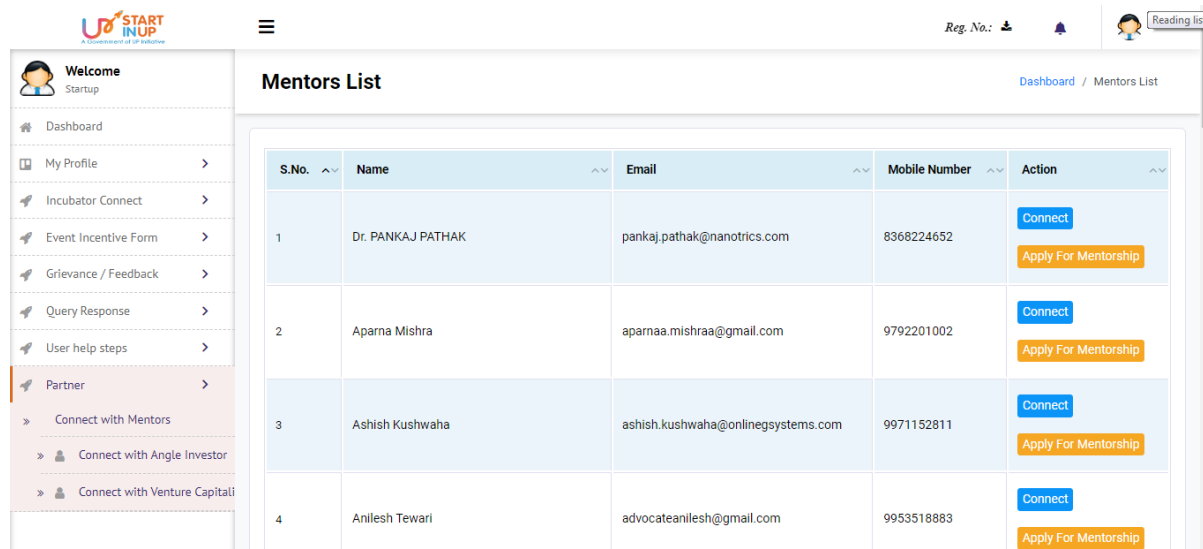 START
UP IN UP
A Government of UP Initiative
Reg. No.:
Reading lis
Welcome
Startup
Mentors List
Dashboard / Mentors List
Dashboard
My Profile
Incubator Connect
Event Incentive Form
Grievance / Feedback
Query Response
User help steps
Partner
Connect with Mentors
Connect with Angle Investor
Connect with Venture Capitali
S.No. Name Email Mobile Number Action
1 Dr. PANKAJ PATHAK pankaj.pathak@nanotrics.com 8368224652 Connect
Apply For Mentorship
2 Aparna Mishra aparnaa.mishraa@gmail.com 9792201002 Connect
Apply For Mentorship
3 Ashish Kushwaha ashish.kushwaha@onlinegsystems.com 9971152811 Connect
Apply For Mentorship
4 Anilesh Tewari advocateanilesh@gmail.com 9953518883 Connect
Apply For Mentorship